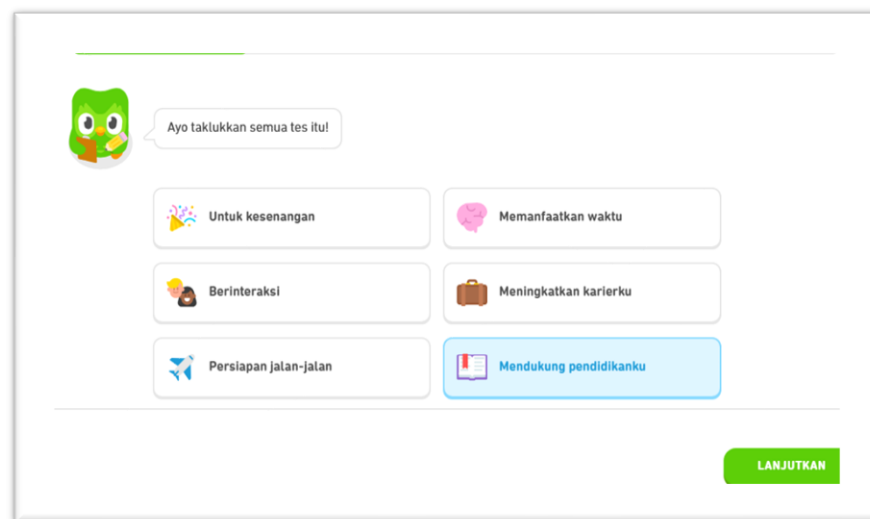 Ayo taklukkan semua tes itu!
Untuk kesenangan
Memanfaatkan waktu
Berinteraksi
Meningkatkan karierku
Persiapan jalan-jalan
Mendukung pendidikanku
LANJUTKAN